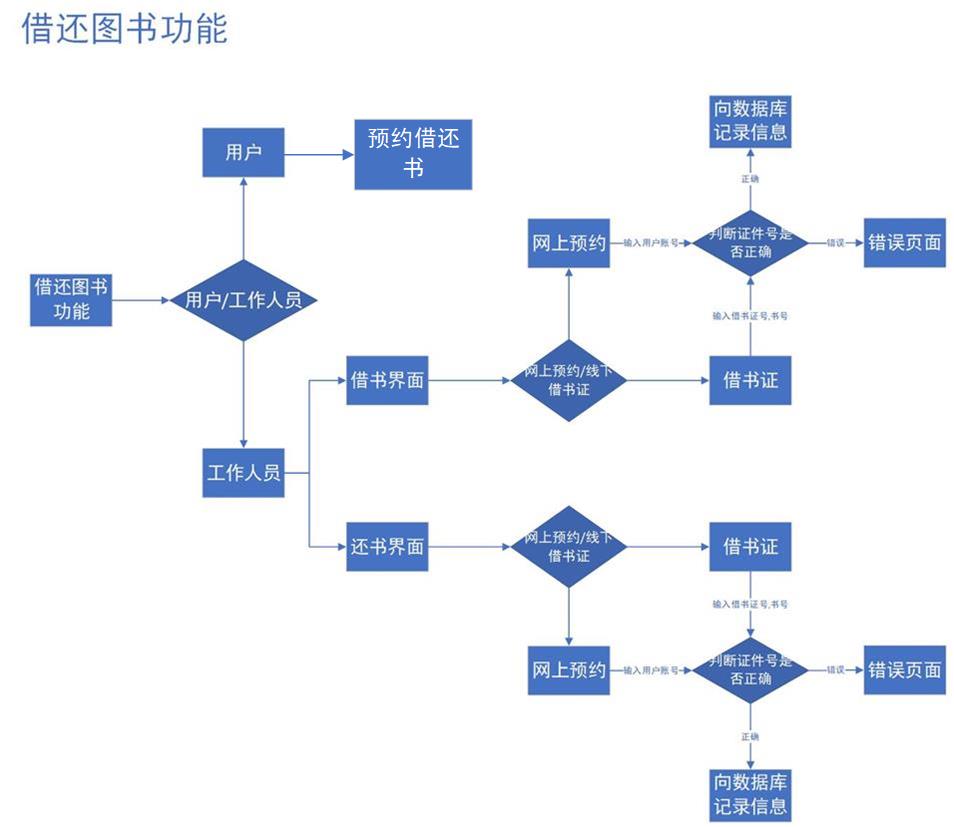 借还图书功能
向数据库
记录信息
用户
预约借还
书
正确
网上预约
输入用户账号
判断证件号是
否正确
错误
错误页面
借还图书
功能
用户/工作人员
输入借书证号,书号
借书界面
网上预约/线下
借书证
借书证
工作人员
还书界面
网上预约/线下
借书证
借书证
输入借书证号,书号
网上预约
输入用户账号
判断证件号是
否正确
错误
错误页面
正确
向数据库
记录信息